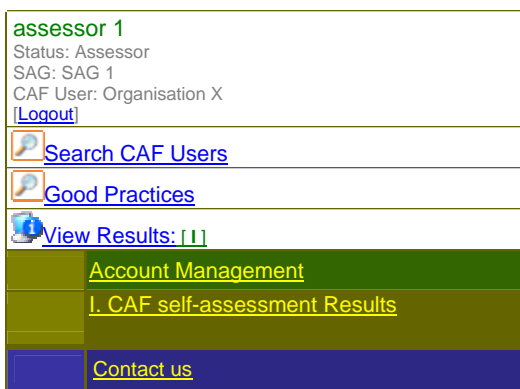 assessor 1
Status: Assessor
SAG: SAG 1
CAF User: Organisation X
[Logout]
Search CAF Users
Good Practices
View Results: [ I ]
Account Management
I. CAF self-assessment Results
Contact us